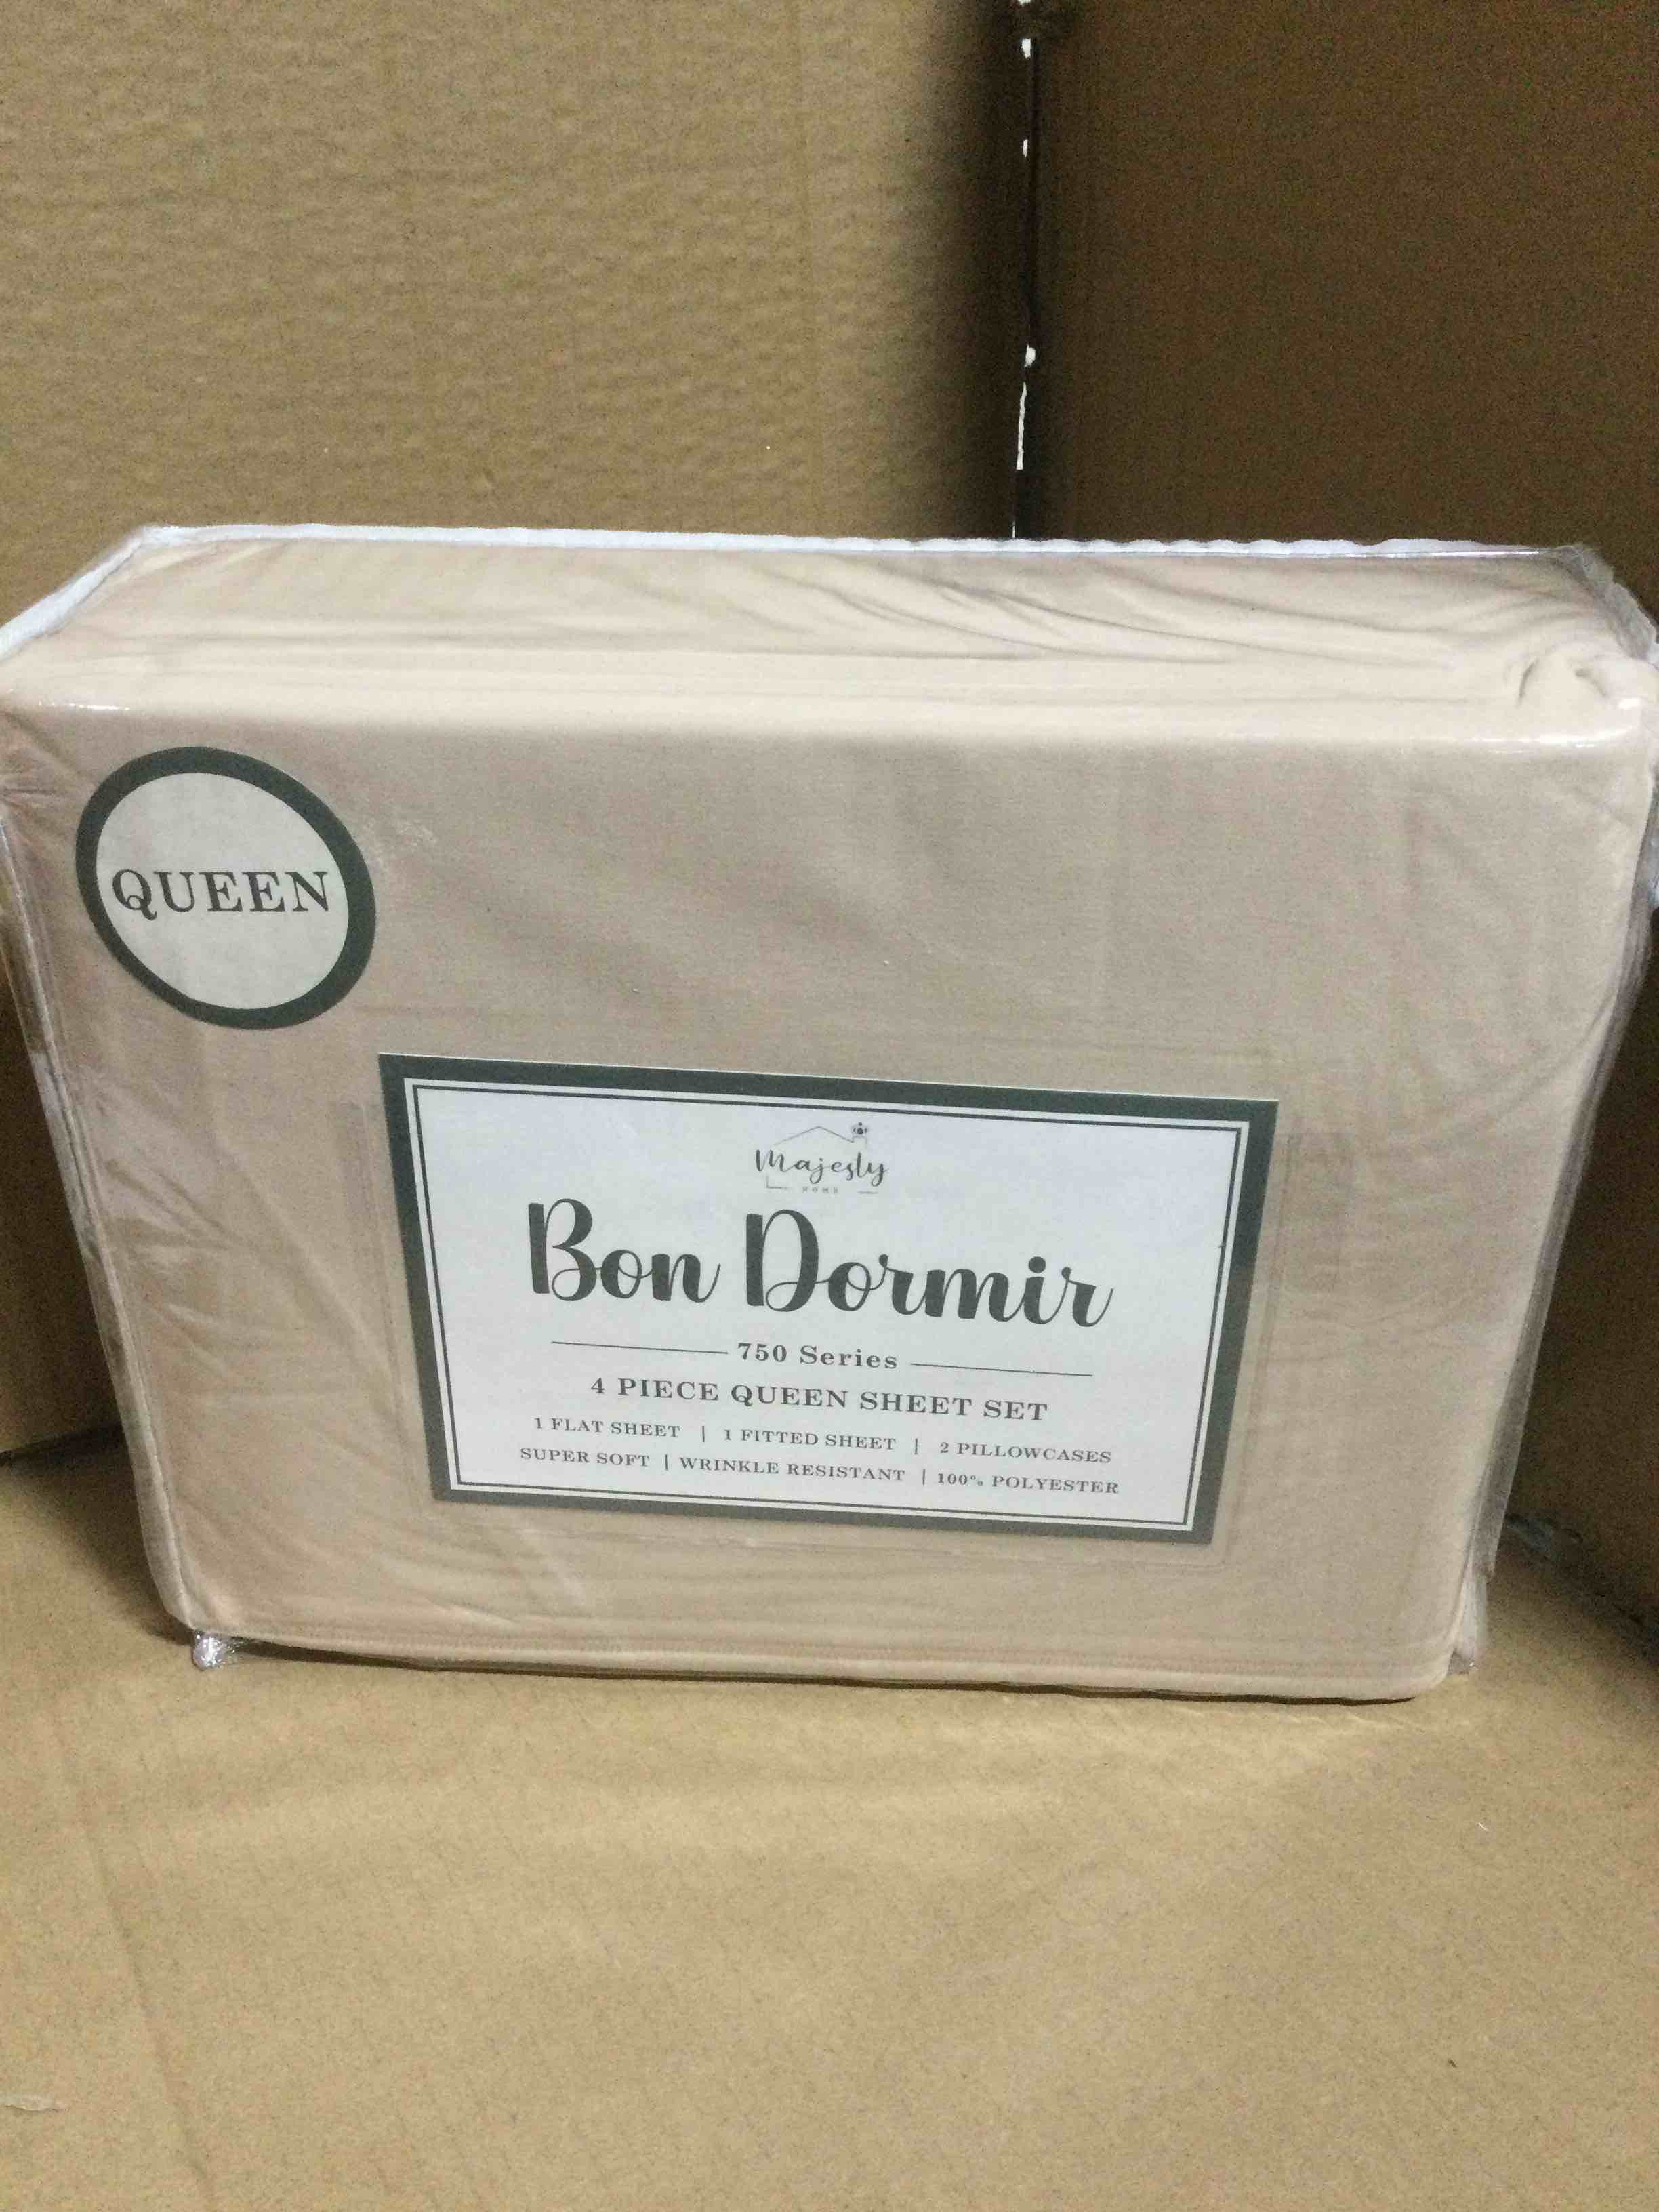 QUEEN
Majesty
HOME
Bon Dormir
750 Series
4 PIECE QUEEN SHEET SET
1 FLAT SHEET | 1 FITTED SHEET | 2 PILLOWCASES
SUPER SOFT | WRINKLE RESISTANT | 100% POLYESTER